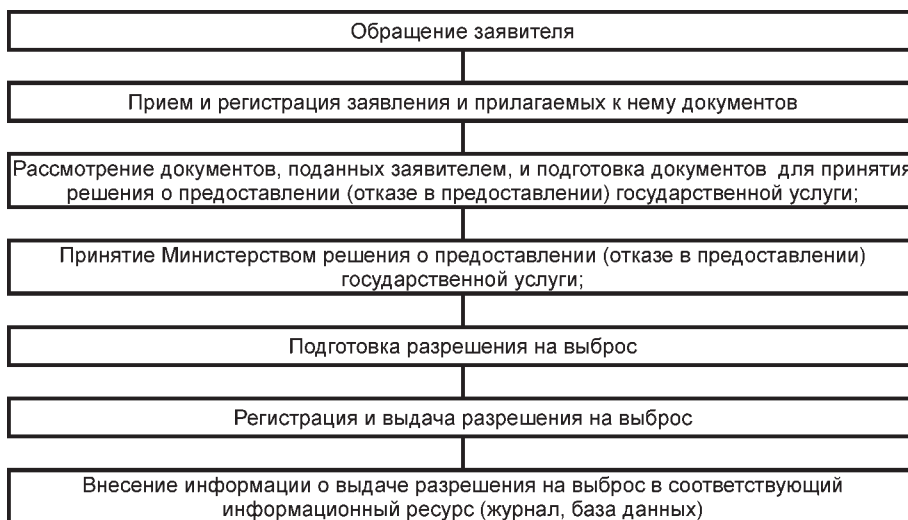 Обращение заявителя
Прием и регистрация заявления и прилагаемых к нему документов
Рассмотрение документов, поданных заявителем, и подготовка документов для принятия
решения о предоставлении (отказе в предоставлении) государственной услуги;
Принятие Министерством решения о предоставлении (отказе в предоставлении)
государственной услуги;
Подготовка разрешения на выброс
Регистрация и выдача разрешения на выброс
Внесение информации о выдаче разрешения на выброс в соответствующий
информационный ресурс (журнал, база данных)